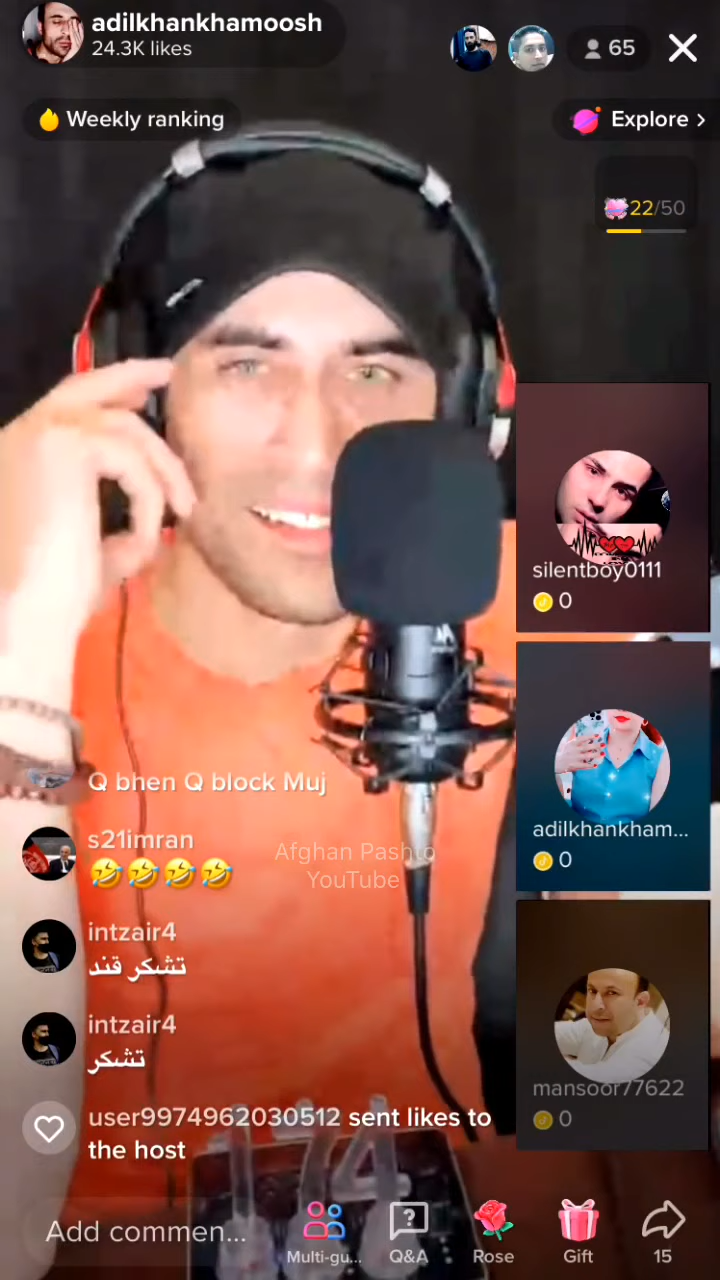 adilkhankhamoosh
24.3K likes
65
Weekly ranking
Explore
22/50
silentboy0111
0
adilkhankham...
0
mansoor77622
0
Q bhen Q block Muj
s21imran
🤣🤣🤣🤣
Afghan Pashto
YouTube
intzair4
تشکر قند
intzair4
تشکر
user9974962030512 sent likes to
the host
Add commen...
Multi-gu...
Q&A
Rose
Gift
15